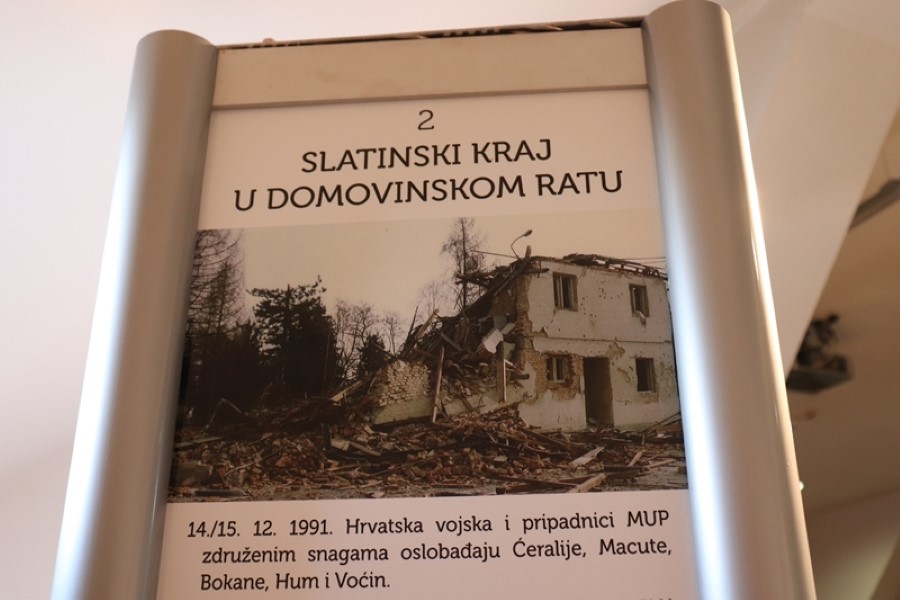 2
SLATINSKI KRAJ
U DOMOVINSKOM RATU
14./15. 12. 1991. Hrvatska vojska i pripadnici MUP
združenim snagama oslobađaju Ćeralije, Macute,
Bokane, Hum i Voćin.